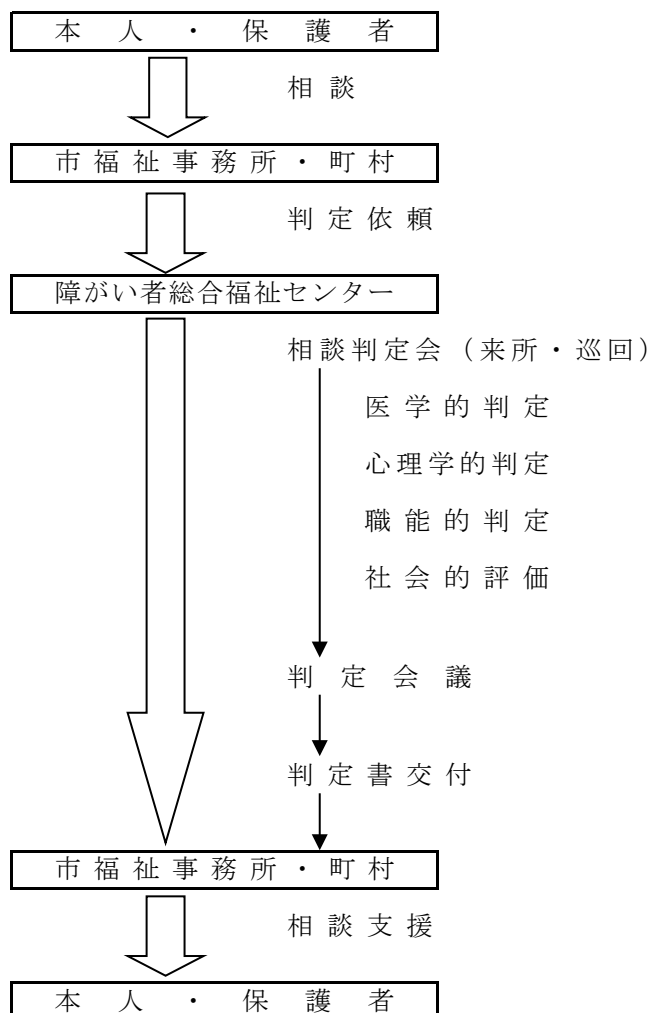 本人・保護者
相談
市福祉事務所・町村
判定依頼
障がい者総合福祉センター
相談判定会（来所・巡回）
医学的判定
心理学的判定
職能的判定
社会的評価
判定会議
判定書交付
市福祉事務所・町村
相談支援
本人・保護者